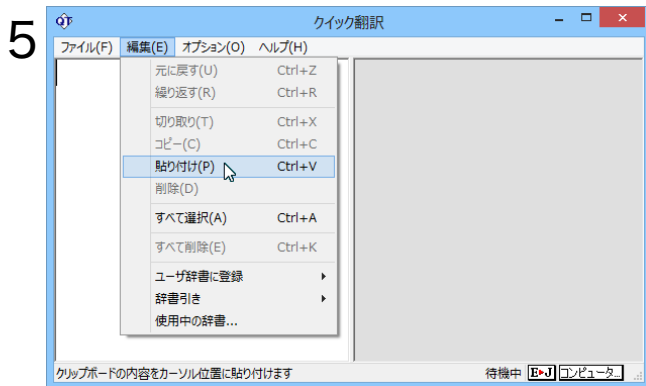 5
QT クイック翻訳
ファイル(F) 編集(E) オプション(O) ヘルプ(H)
元に戻す(U) Ctrl+Z
繰り返す(R) Ctrl+R
切り取り(T) Ctrl+X
コピー(C) Ctrl+C
貼り付け(P) Ctrl+V
削除(D)
すべて選択(A) Ctrl+A
すべて削除(E) Ctrl+K
ユーザ辞書に登録
辞書引き
使用中の辞書...
クリップボードの内容をカーソル位置に貼り付けます 待機中 E▸J コンピュータ...